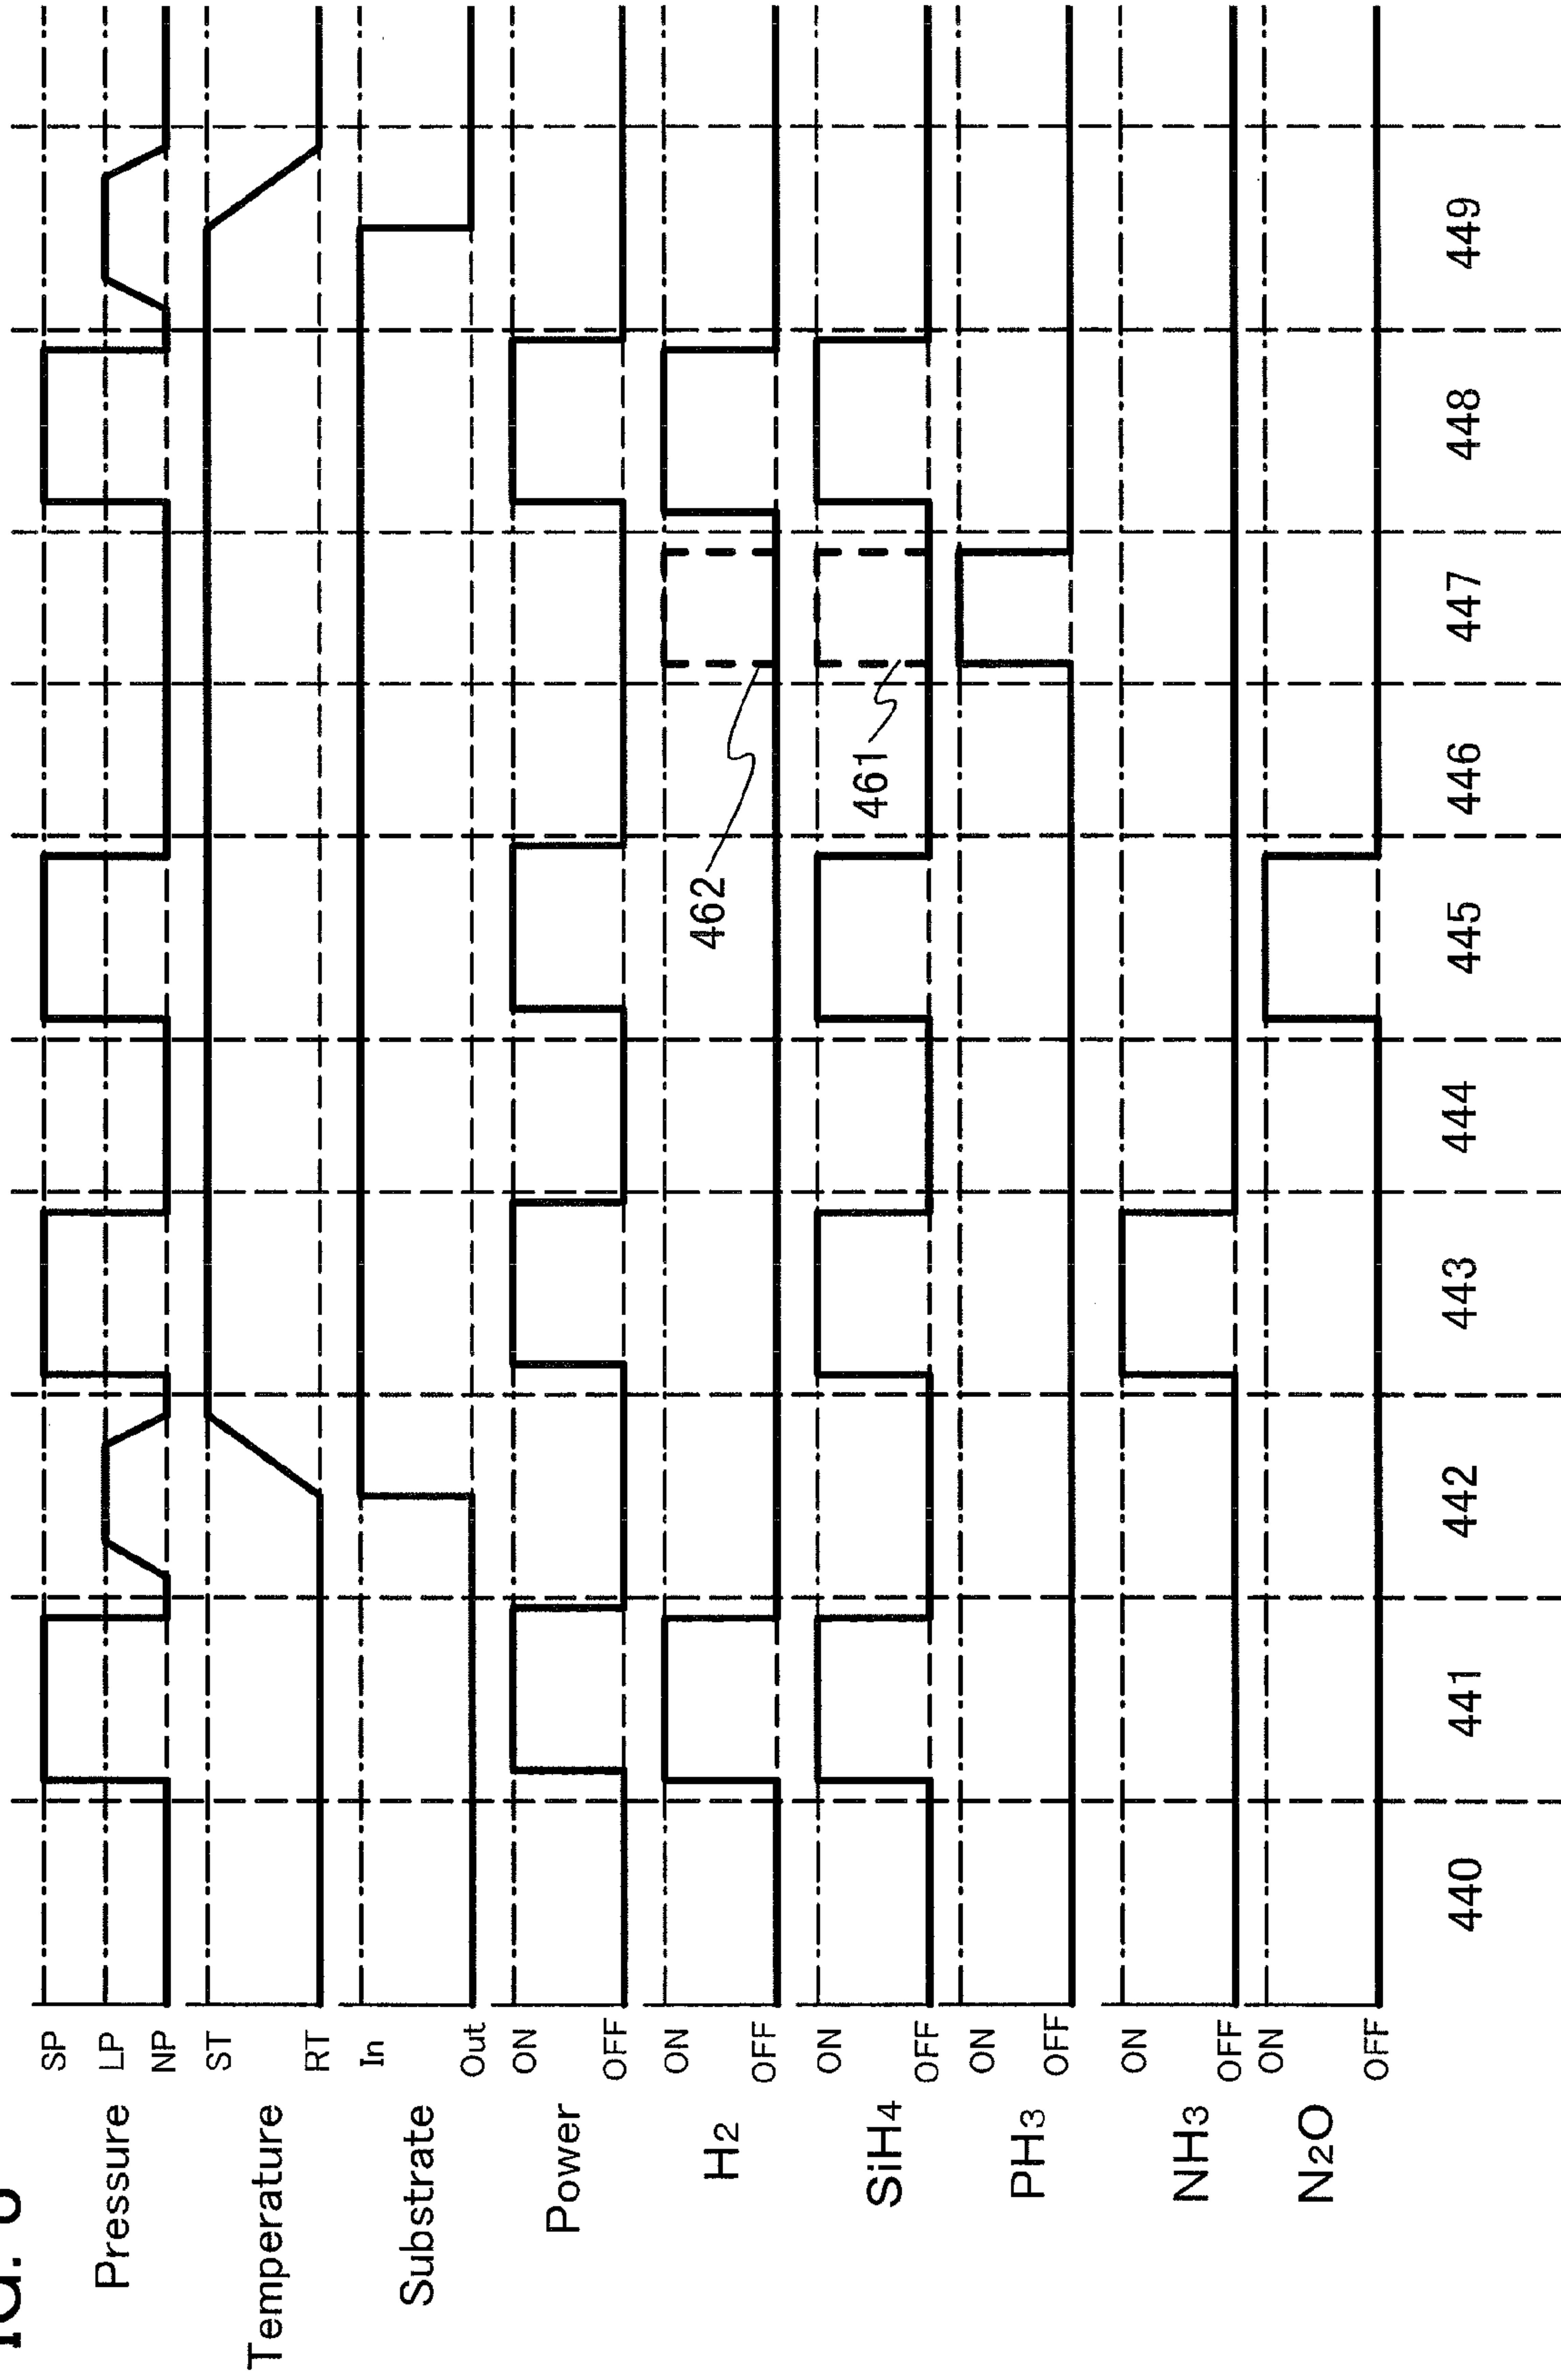 Pressure
SP
LP
NP
Temperature
ST
RT
Substrate
In
Out
Power
ON
OFF
H2
ON
OFF
SiH4
ON
OFF
PH3
ON
OFF
NH3
ON
OFF
N2O
ON
OFF
462
461
440 441 442 443 444 445 446 447 448 449